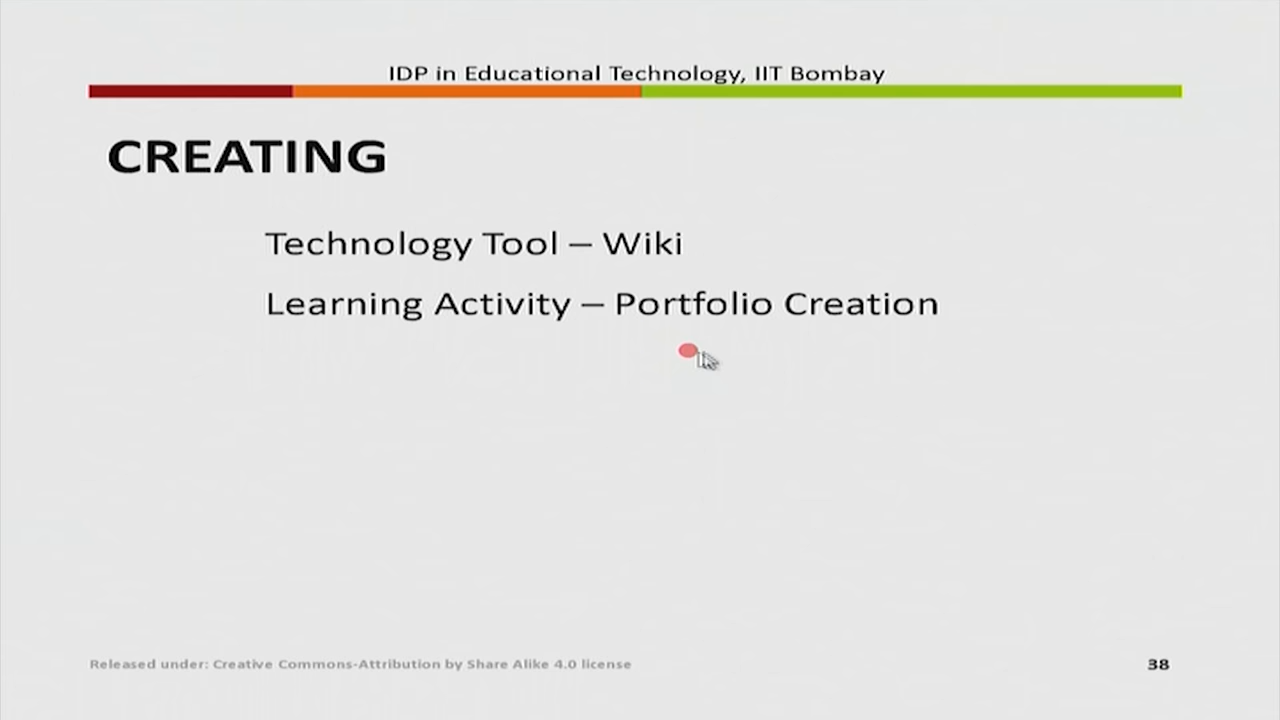 IDP in Educational Technology, IIT Bombay
CREATING
Technology Tool – Wiki
Learning Activity – Portfolio Creation
Released under: Creative Commons-Attribution by Share Alike 4.0 license
38